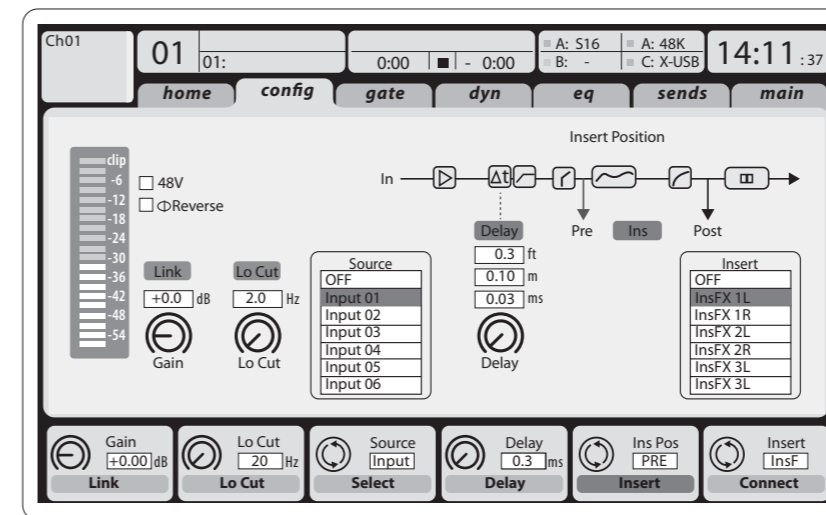 Ch01
01
01:
0:00 - 0:00
A: S16
B: -
A: 48K
C: X-USB
14:11 :37
home config gate dyn eq sends main
Insert Position
clip
-6
-12
-18
-24
-30
-36
-42
-48
-54
48V
ΦReverse
In
Δt
Pre
Ins
Post
Link
+0.0 dB
Gain
Lo Cut
2.0 Hz
Lo Cut
Source
OFF
Input 01
Input 02
Input 03
Input 04
Input 05
Input 06
Delay
0.3 ft
0.10 m
0.03 ms
Delay
Insert
OFF
InsFX 1L
InsFX 1R
InsFX 2L
InsFX 2R
InsFX 3L
InsFX 3L
Gain
+0.00 dB
Link
Lo Cut
20 Hz
Lo Cut
Source
Input
Select
Delay
0.3 ms
Delay
Ins Pos
PRE
Insert
Insert
InsF
Connect